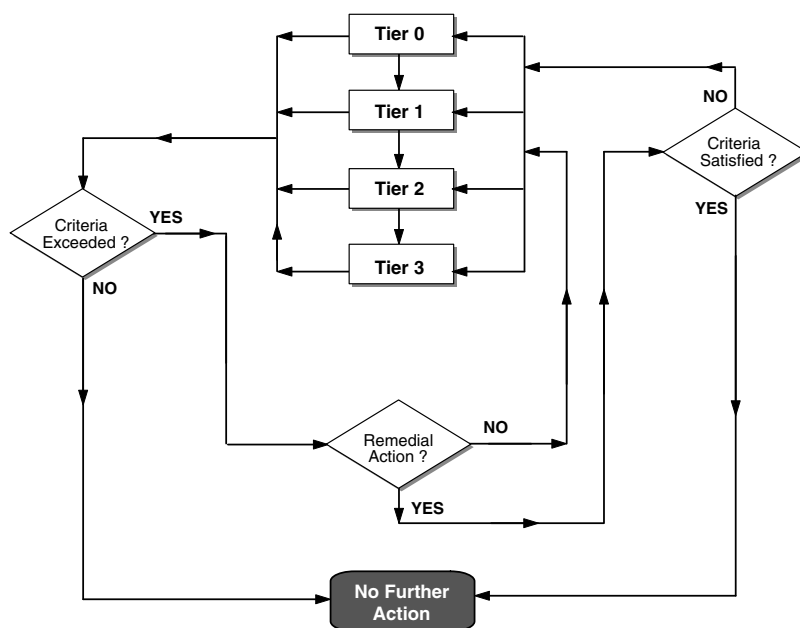 Tier 0
Tier 1
Tier 2
Tier 3
NO
Criteria
Satisfied ?
YES
Criteria
Exceeded ?
YES
NO
Remedial
Action ?
NO
YES
No Further
Action